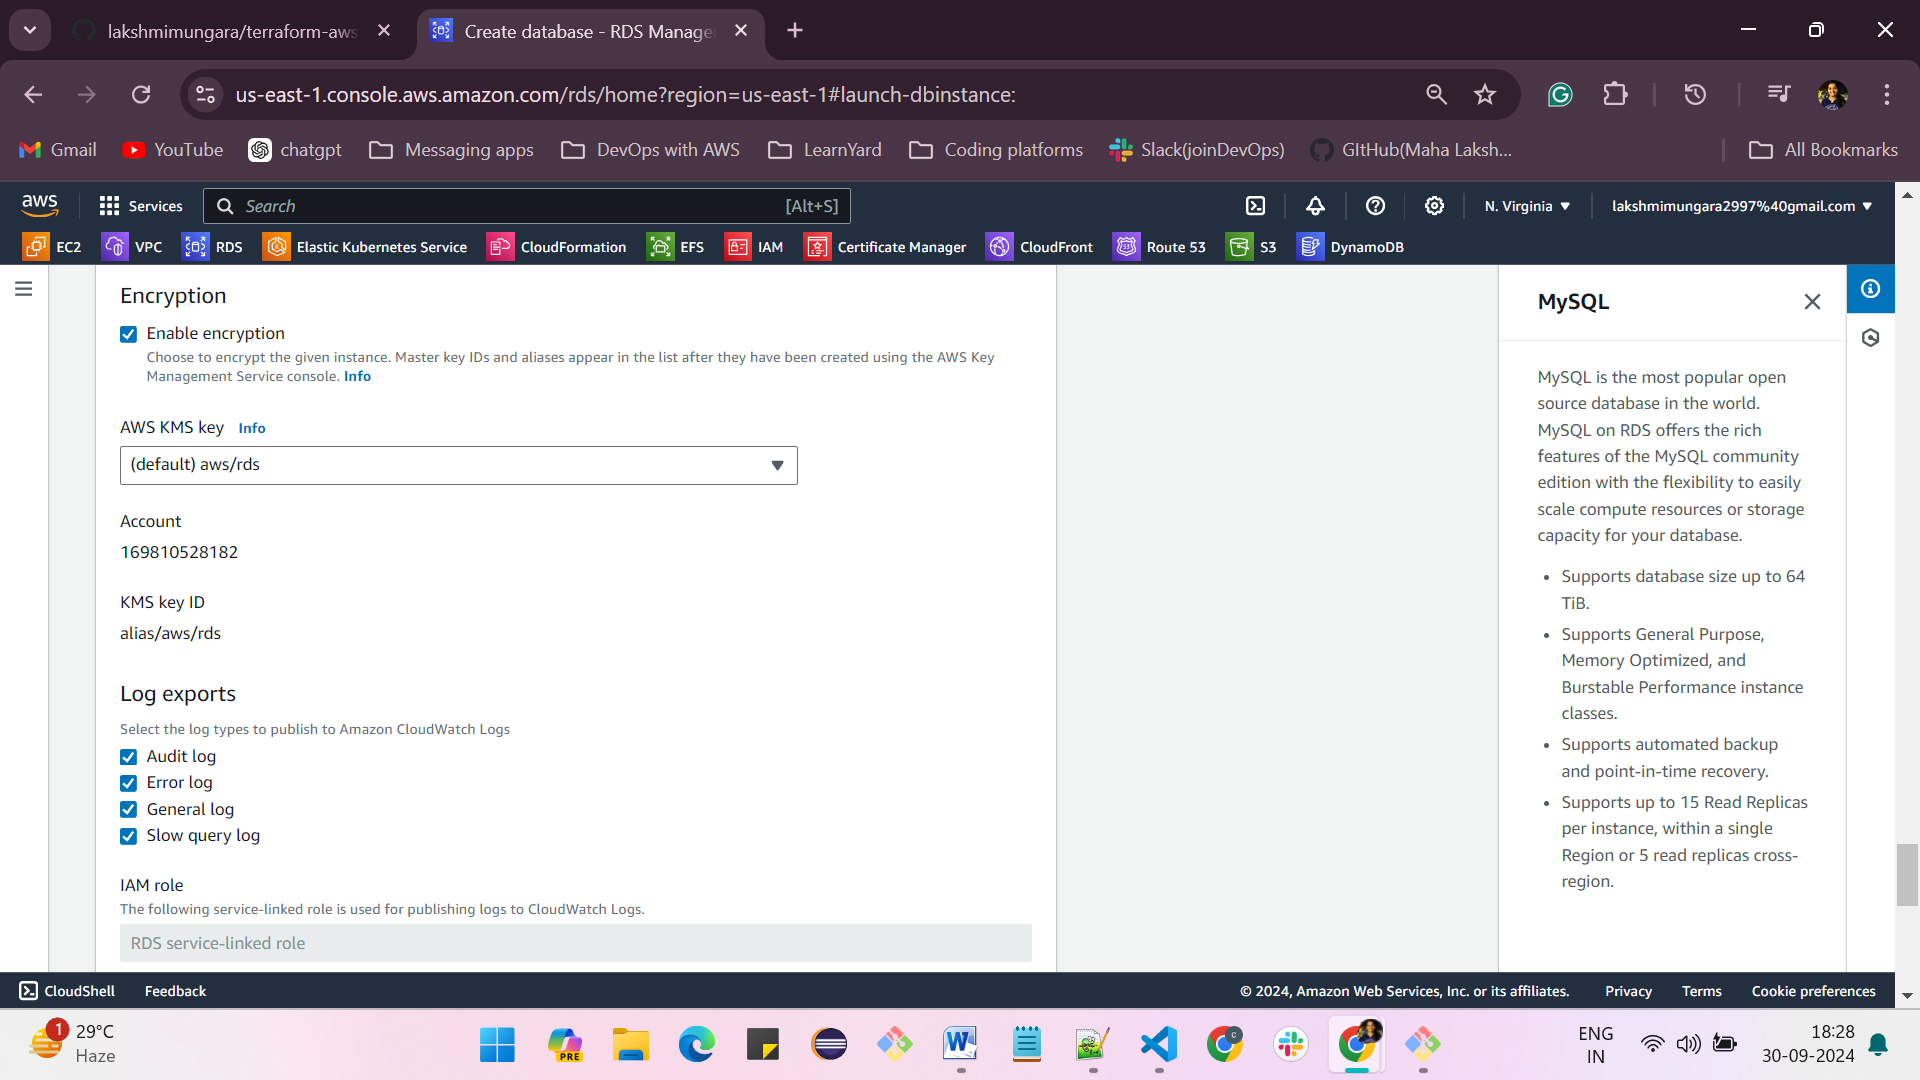 lakshmimungara/terraform-aws
Create database - RDS Manage
us-east-1.console.aws.amazon.com/rds/home?region=us-east-1#launch-dbinstance:
Gmail
YouTube
chatgpt
Messaging apps
DevOps with AWS
LearnYard
Coding platforms
Slack(joinDevOps)
GItHub(Maha Laksh...
All Bookmarks
aws
Services
Search
[Alt+S]
N. Virginia
lakshmimungara2997%40gmail.com
EC2
VPC
RDS
Elastic Kubernetes Service
CloudFormation
EFS
IAM
Certificate Manager
CloudFront
Route 53
S3
DynamoDB
Encryption
Enable encryption
Choose to encrypt the given instance. Master key IDs and aliases appear in the list after they have been created using the AWS Key
Management Service console. Info
AWS KMS key Info
(default) aws/rds
Account
169810528182
KMS key ID
alias/aws/rds
Log exports
Select the log types to publish to Amazon CloudWatch Logs
Audit log
Error log
General log
Slow query log
IAM role
The following service-linked role is used for publishing logs to CloudWatch Logs.
RDS service-linked role
MySQL
MySQL is the most popular open
source database in the world.
MySQL on RDS offers the rich
features of the MySQL community
edition with the flexibility to easily
scale compute resources or storage
capacity for your database.
• Supports database size up to 64
TiB.
• Supports General Purpose,
Memory Optimized, and
Burstable Performance instance
classes.
• Supports automated backup
and point-in-time recovery.
• Supports up to 15 Read Replicas
per instance, within a single
Region or 5 read replicas cross-
region.
CloudShell
Feedback
© 2024, Amazon Web Services, Inc. or its affiliates.
Privacy
Terms
Cookie preferences
1
29°C
Haze
PRE
ENG
IN
18:28
30-09-2024